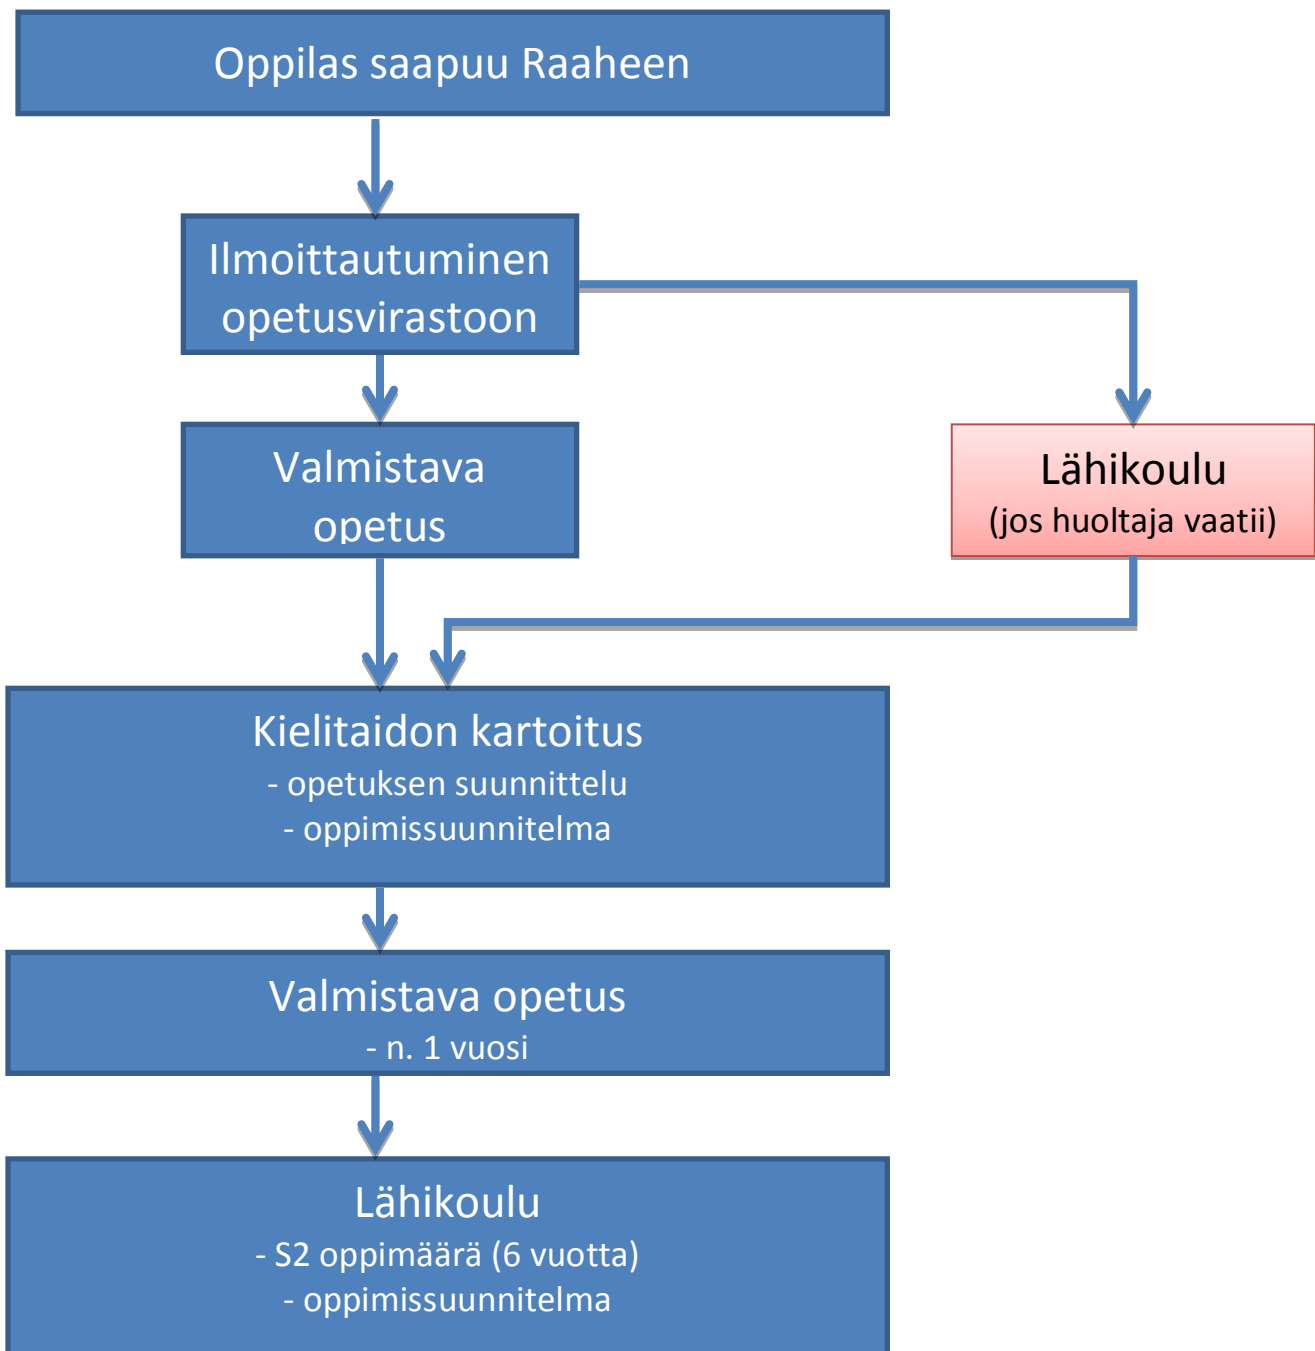 Oppilas saapuu Raaheen
Ilmoittautuminen
opetusvirastoon
Valmistava
opetus
Lähikoulu
(jos huoltaja vaatii)
Kielitaidon kartoitus
- opetuksen suunnittelu
- oppimissuunnitelma
Valmistava opetus
- n. 1 vuosi
Lähikoulu
- S2 oppimäärä (6 vuotta)
- oppimissuunnitelma